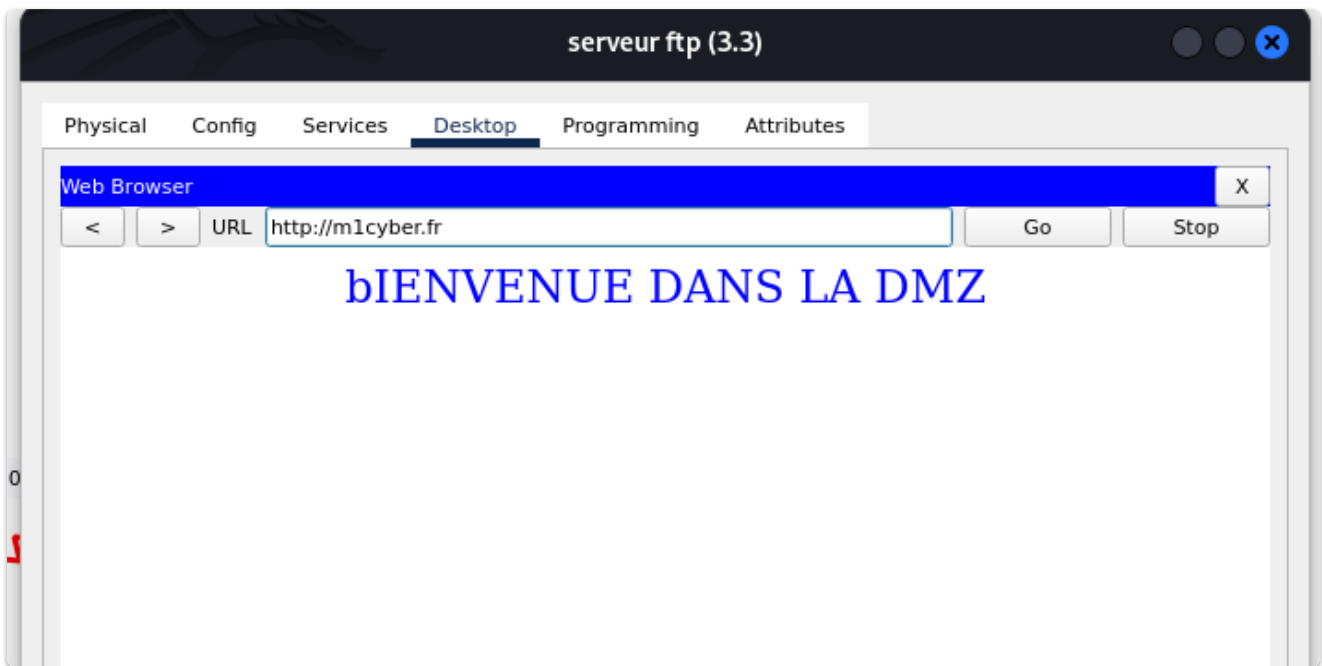 serveur ftp (3.3)
Physical Config Services Desktop Programming Attributes
Web Browser X
< > URL http://m1cyber.fr Go Stop
bIENVENUE DANS LA DMZ
0